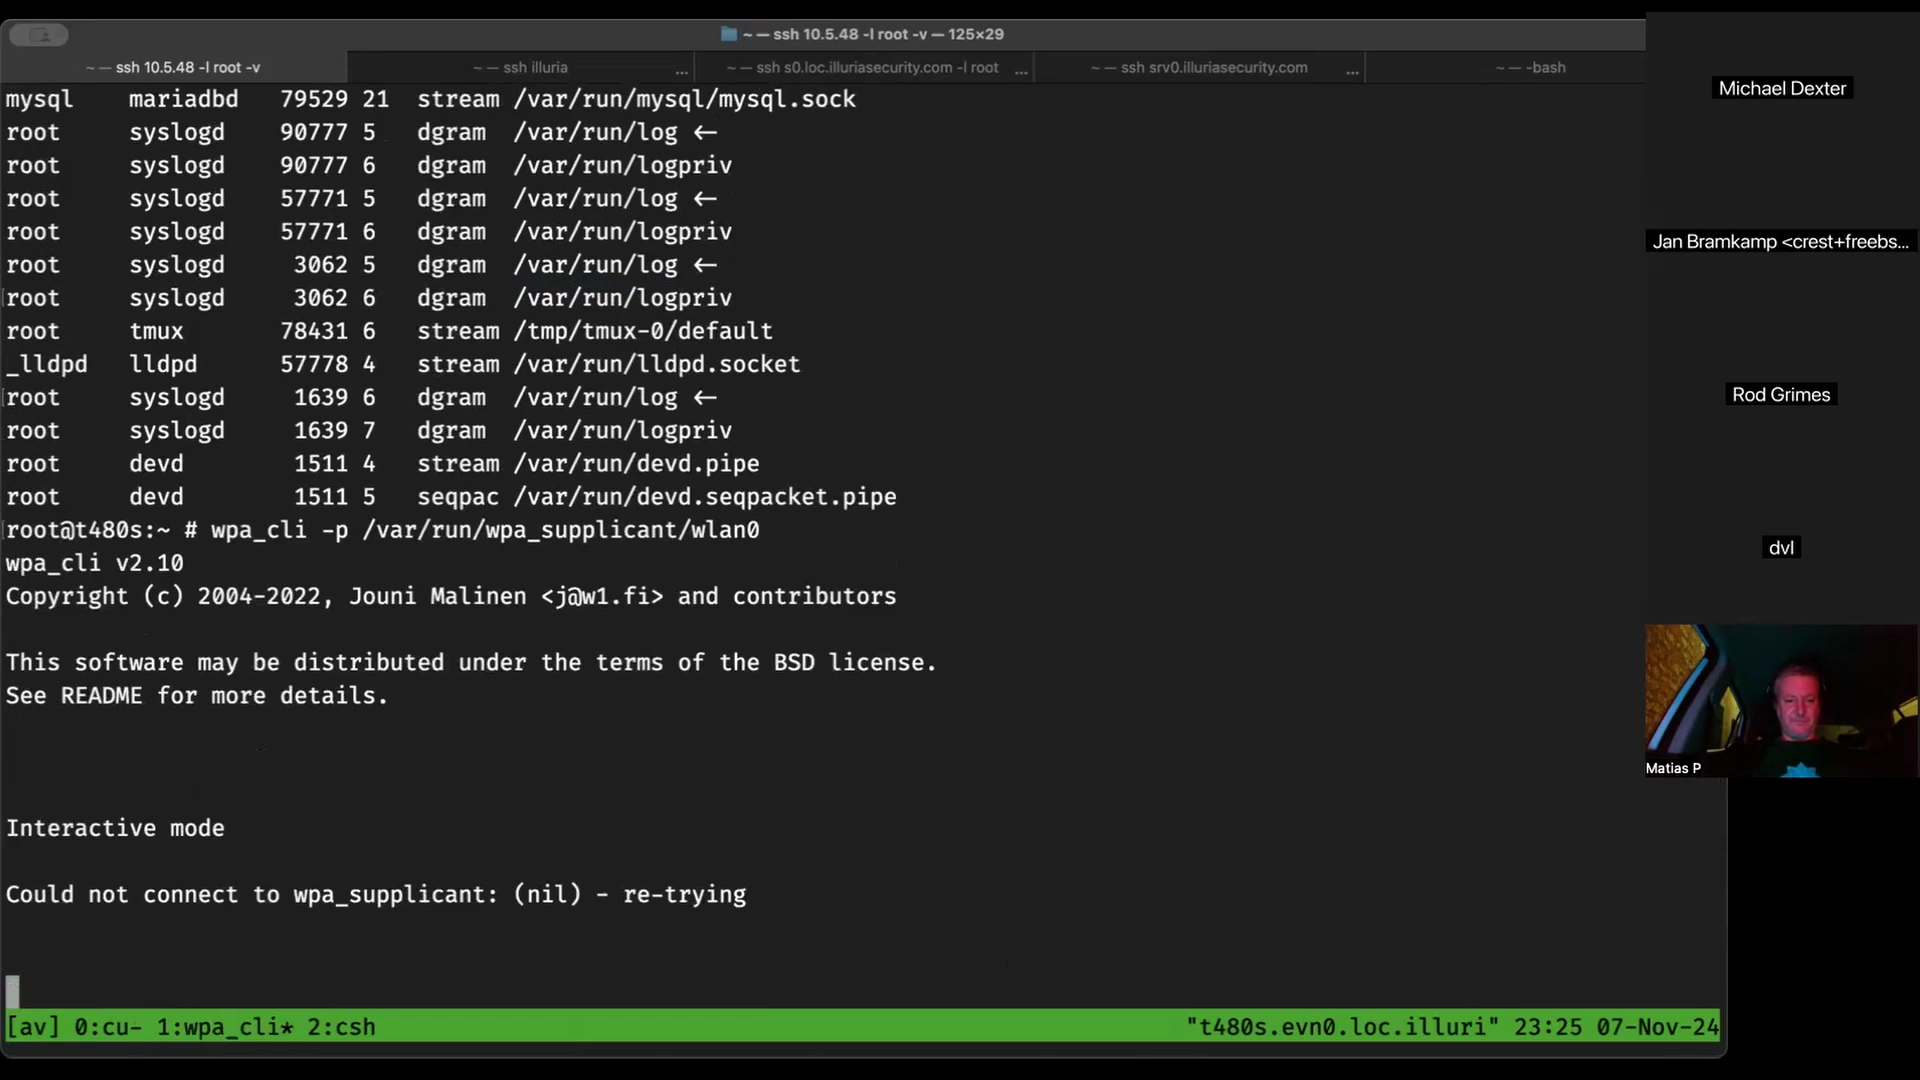 ~ — ssh 10.5.48 -l root -v — 125×29
~ — ssh 10.5.48 -l root -v
~ — ssh illuria ...
~ — ssh s0.loc.illuriasecurity.com -l root ...
~ — ssh srv0.illuriasecurity.com ...
~ — -bash
mysql mariadbd 79529 21 stream /var/run/mysql/mysql.sock
root syslogd 90777 5 dgram /var/run/log <-
root syslogd 90777 6 dgram /var/run/logpriv
root syslogd 57771 5 dgram /var/run/log <-
root syslogd 57771 6 dgram /var/run/logpriv
root syslogd 3062 5 dgram /var/run/log <-
root syslogd 3062 6 dgram /var/run/logpriv
root tmux 78431 6 stream /tmp/tmux-0/default
_lldpd lldpd 57778 4 stream /var/run/lldpd.socket
root syslogd 1639 6 dgram /var/run/log <-
root syslogd 1639 7 dgram /var/run/logpriv
root devd 1511 4 stream /var/run/devd.pipe
root devd 1511 5 seqpac /var/run/devd.seqpacket.pipe
root@t480s:~ # wpa_cli -p /var/run/wpa_supplicant/wlan0
wpa_cli v2.10
Copyright (c) 2004-2022, Jouni Malinen <j@w1.fi> and contributors
This software may be distributed under the terms of the BSD license.
See README for more details.
Interactive mode
Could not connect to wpa_supplicant: (nil) - re-trying
[av] 0:cu- 1:wpa_cli* 2:csh "t480s.evn0.loc.illuri" 23:25 07-Nov-24
Michael Dexter
Jan Bramkamp <crest+freebs...
Rod Grimes
dvl
Matias P